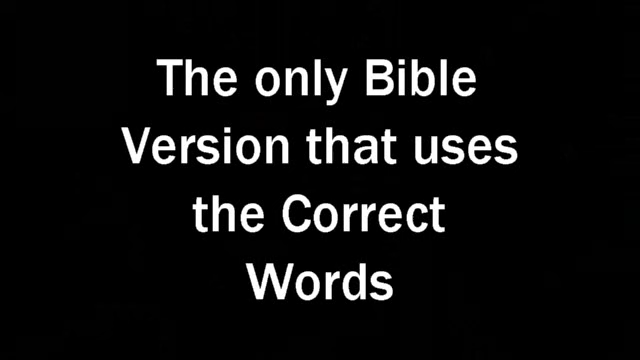 The only Bible
Version that uses
the Correct
Words